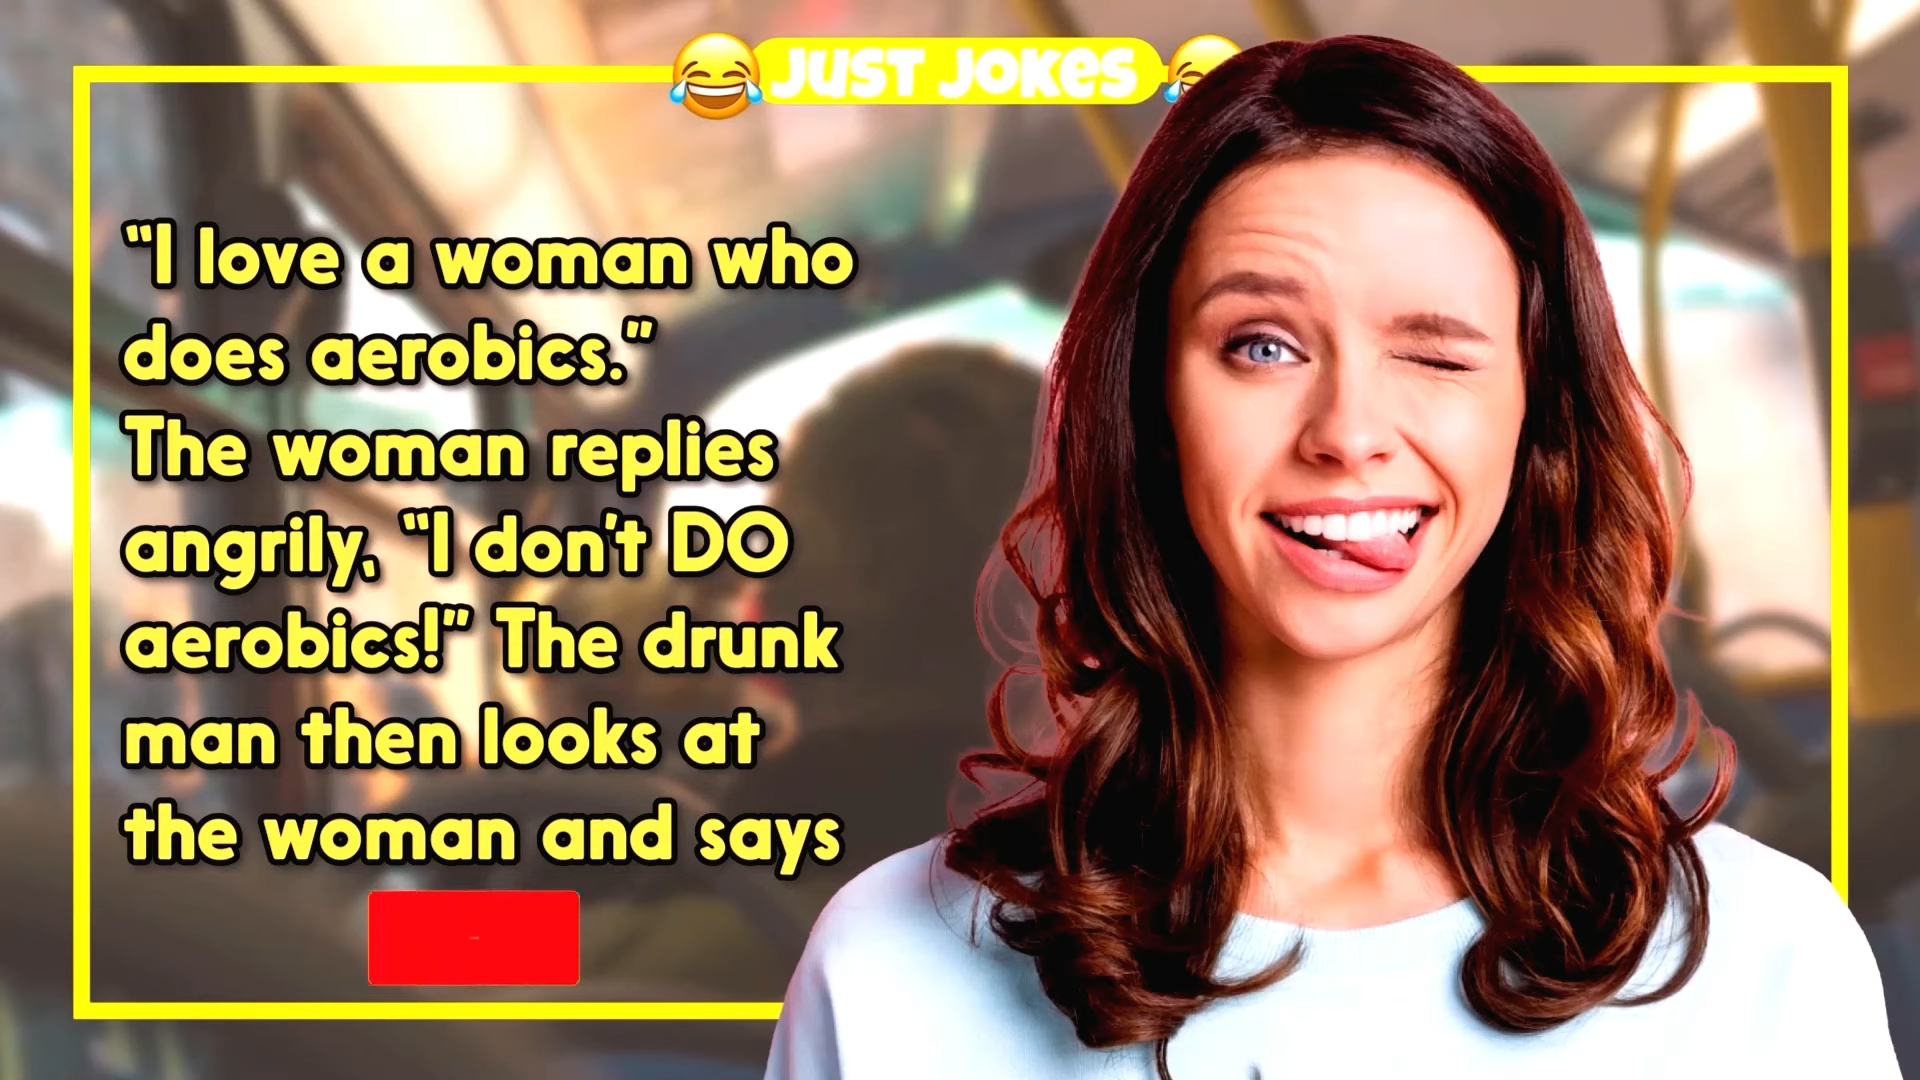 JUST JOKES
"I love a woman who
does aerobics."
The woman replies
angrily, "I don't DO
aerobics!" The drunk
man then looks at
the woman and says